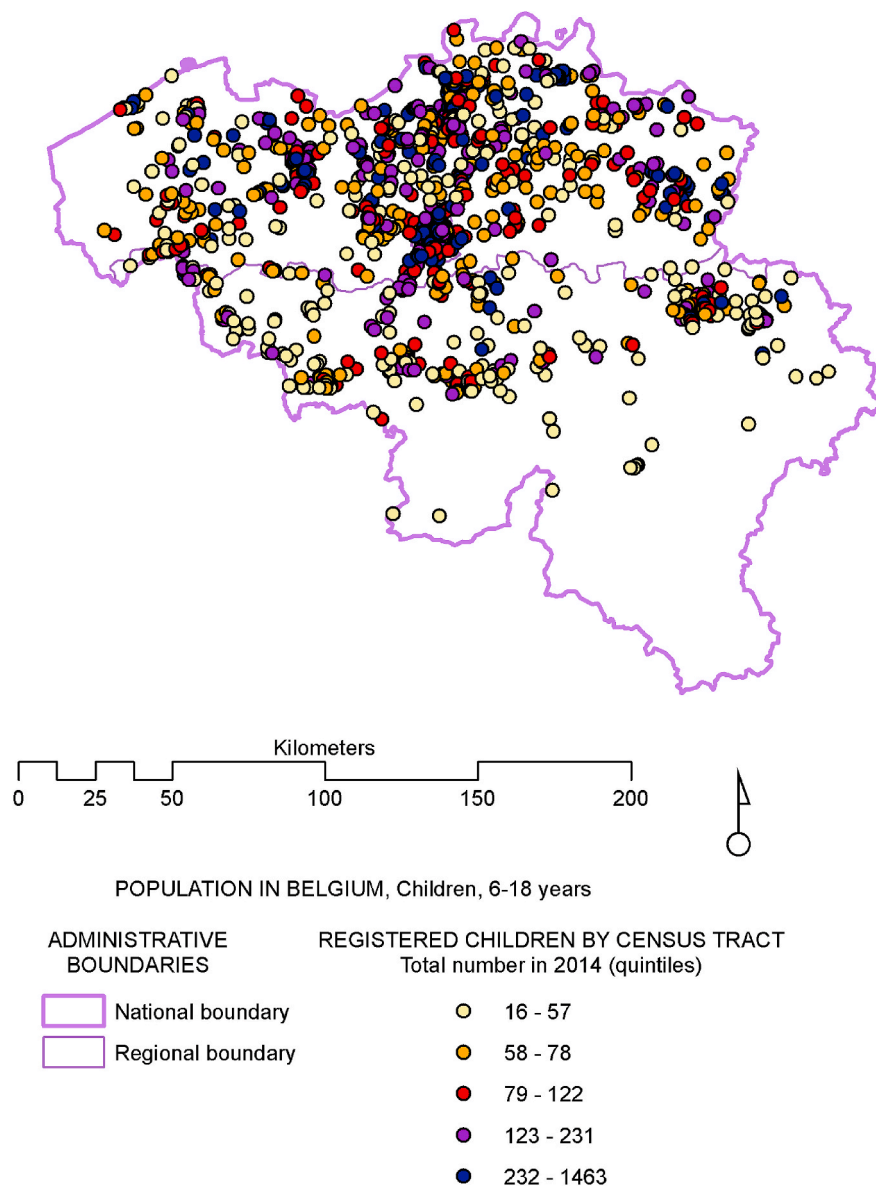 Kilometers
0 25 50 100 150 200
POPULATION IN BELGIUM, Children, 6-18 years
ADMINISTRATIVE
BOUNDARIES
National boundary
Regional boundary
REGISTERED CHILDREN BY CENSUS TRACT
Total number in 2014 (quintiles)
16 - 57
58 - 78
79 - 122
123 - 231
232 - 1463